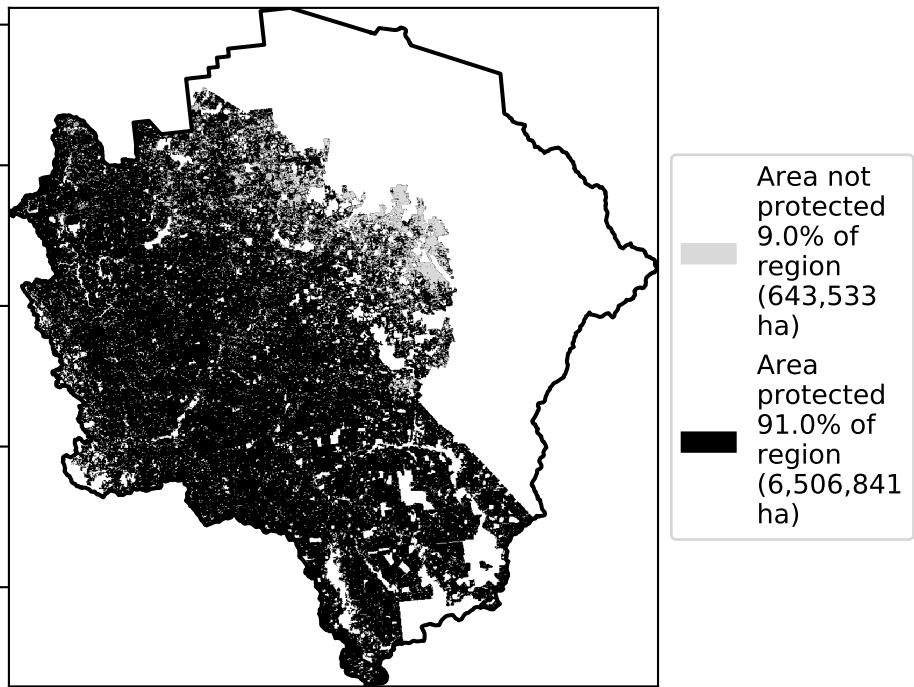 Area not
protected
9.0% of
region
(643,533
ha)
Area
protected
91.0% of
region
(6,506,841
ha)